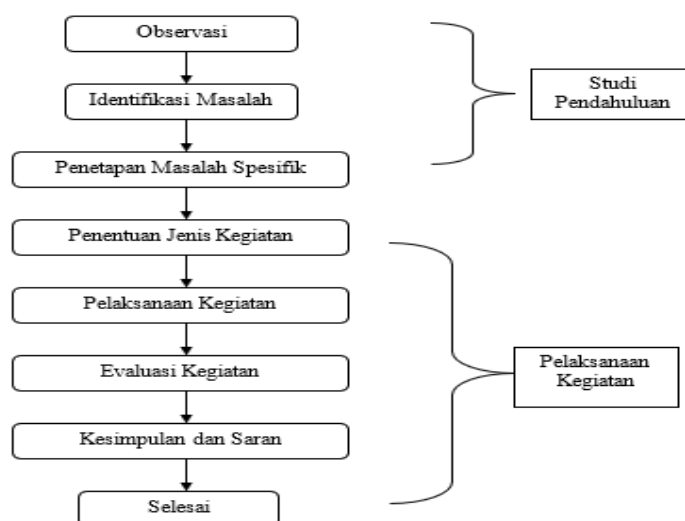 Observasi
Identifikasi Masalah
Penetapan Masalah Spesifik
Studi
Pendahuluan
Penentuan Jenis Kegiatan
Pelaksanaan Kegiatan
Evaluasi Kegiatan
Kesimpulan dan Saran
Selesai
Pelaksanaan
Kegiatan